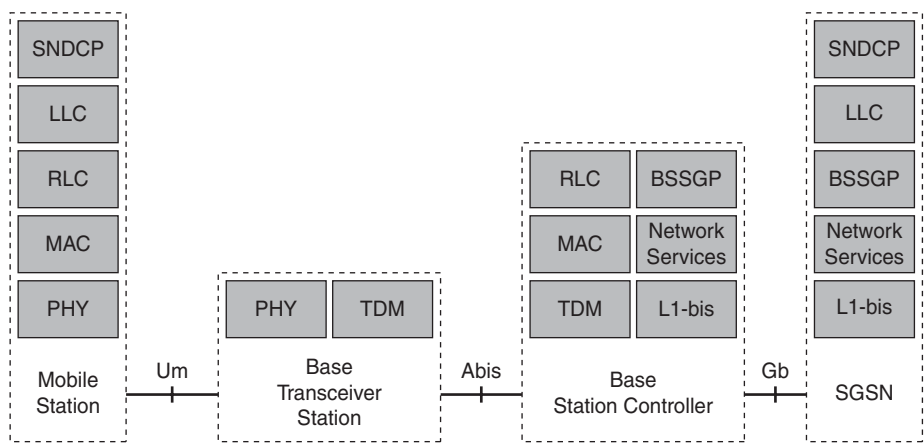 SNDCP
LLC
RLC
MAC
PHY
Mobile
Station
Um
PHY
TDM
Base
Transceiver
Station
Abis
RLC
BSSGP
MAC
Network
Services
TDM
L1-bis
Base
Station Controller
Gb
SNDCP
LLC
BSSGP
Network
Services
L1-bis
SGSN